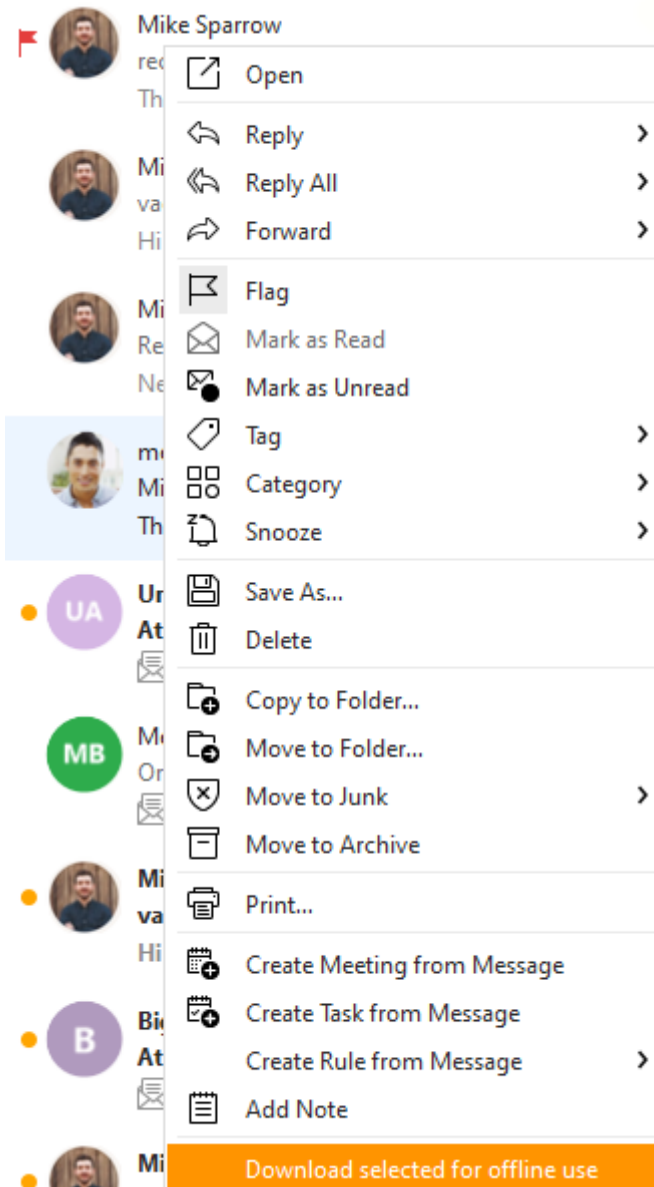 Mike Sparrow
Open
Reply
Reply All
Forward
Flag
Mark as Read
Mark as Unread
Tag
Category
Snooze
UA
Save As...
Delete
Copy to Folder...
MB
Move to Folder...
Move to Junk
Move to Archive
Print...
Hi
Create Meeting from Message
B
Create Task from Message
At
Create Rule from Message
Add Note
Download selected for offline use